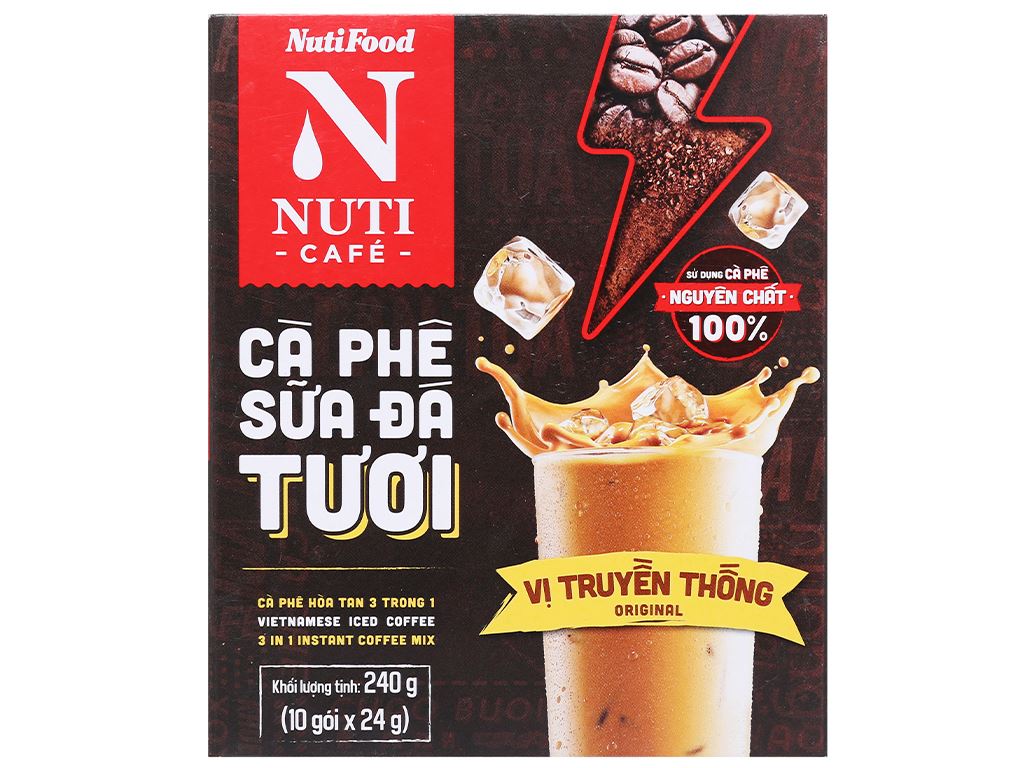 NutiFood
N
NUTI
- CAFÉ -
CÀ PHÊ
SỮA ĐÁ
TƯƠI
CÀ PHÊ HÒA TAN 3 TRONG 1
VIETNAMESE ICED COFFEE
3 IN 1 INSTANT COFFEE MIX
Khối lượng tịnh: 240 g
(10 gói x 24 g)
SỬ DỤNG CÀ PHÊ
· NGUYÊN CHẤT ·
100%
VỊ TRUYỀN THỐNG
ORIGINAL